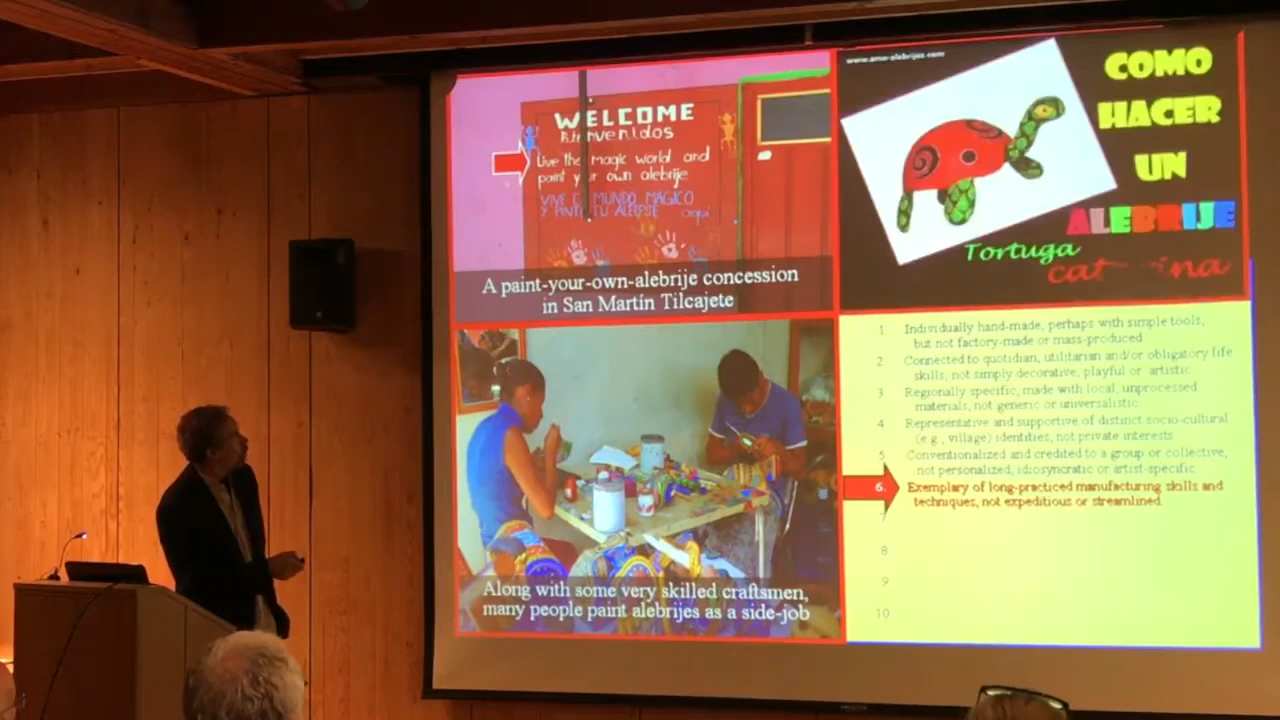 WELCOME
Bienvenidos
Live the magic world and
paint your own alebrije
VIVE EL MUNDO MAGICO
Y PINTA TU ALEBRIJE aqui
A paint-your-own-alebrije concession
in San Martín Tilcajete
www.amo-alebrijes.com
COMO
HACER
UN
ALEBRIJE
Tortuga
Along with some very skilled craftsmen,
many people paint alebrijes as a side-job
1. Individually hand-made, perhaps with simple tools,
but not factory-made or mass-produced
2. Connected to quotidian, utilitarian and/or obligatory life
skills, not simply decorative, playful or artistic
3 Regionally specific, made with local, unprocessed
materials, not generic or universalistic
4 Representative and supportive of distinct socio-cultural
(e.g., village) identities, not private interests
5 Conventionalized and credited to a group or collective,
not personalized, idiosyncratic or artist-specific
6. Exemplary of long-practiced manufacturing skills and
techniques, not expeditious or streamlined
7
8
9
10